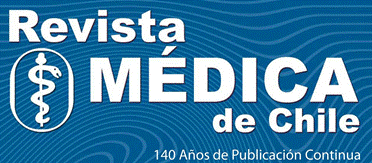 Revista
MÉDICA
de Chile
140 Años de Publicación Continua